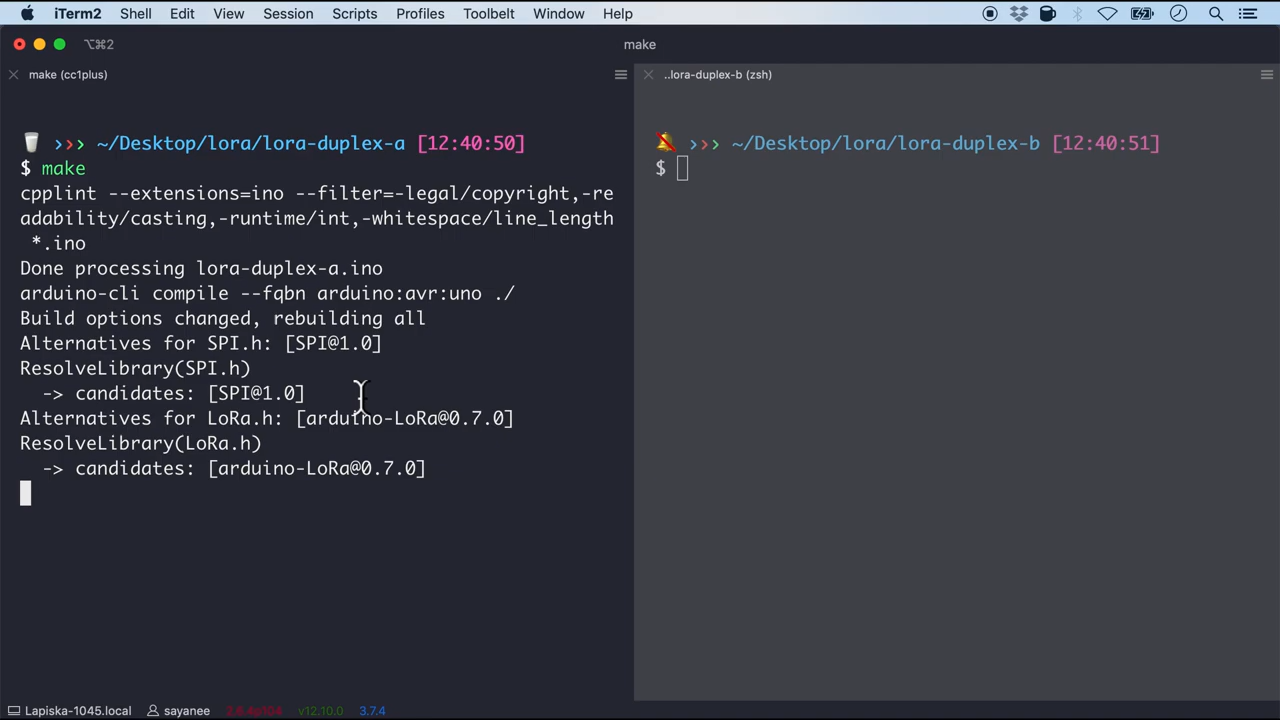 iTerm2 Shell Edit View Session Scripts Profiles Toolbelt Window Help
⌥⌘2
make
make (cc1plus)
..lora-duplex-b (zsh)
››› ~/Desktop/lora/lora-duplex-a [12:40:50]
$ make
cpplint --extensions=ino --filter=-legal/copyright,-re
adability/casting,-runtime/int,-whitespace/line_length
*.ino
Done processing lora-duplex-a.ino
arduino-cli compile --fqbn arduino:avr:uno ./
Build options changed, rebuilding all
Alternatives for SPI.h: [SPI@1.0]
ResolveLibrary(SPI.h)
-> candidates: [SPI@1.0]
Alternatives for LoRa.h: [arduino-LoRa@0.7.0]
ResolveLibrary(LoRa.h)
-> candidates: [arduino-LoRa@0.7.0]
››› ~/Desktop/lora/lora-duplex-b [12:40:51]
$
Lapiska-1045.local sayanee 2.6.4p104 v12.10.0 3.7.4